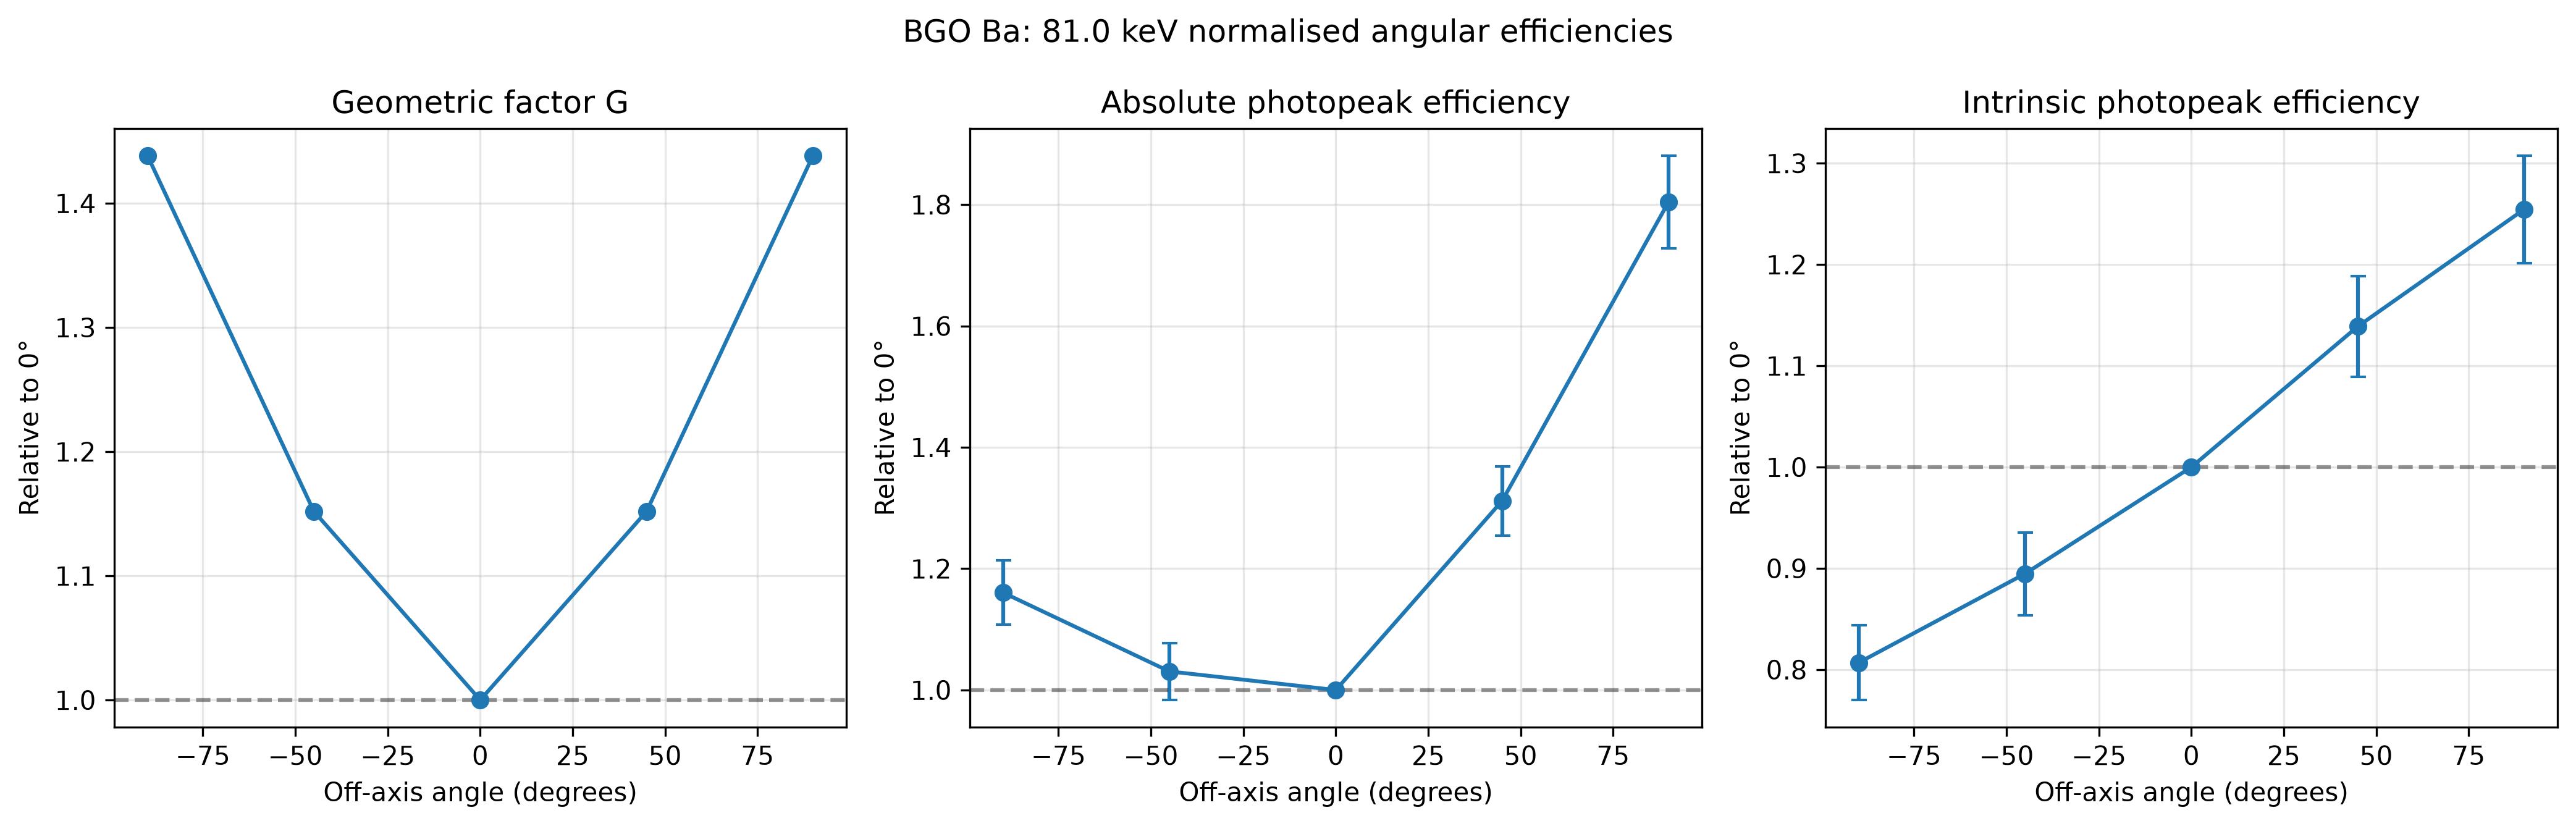 BGO Ba: 81.0 keV normalised angular efficiencies
Geometric factor G
Relative to 0°
1.4
1.3
1.2
1.1
1.0
−75 −50 −25 0 25 50 75
Off-axis angle (degrees)
Absolute photopeak efficiency
Relative to 0°
1.8
1.6
1.4
1.2
1.0
−75 −50 −25 0 25 50 75
Off-axis angle (degrees)
Intrinsic photopeak efficiency
Relative to 0°
1.3
1.2
1.1
1.0
0.9
0.8
−75 −50 −25 0 25 50 75
Off-axis angle (degrees)